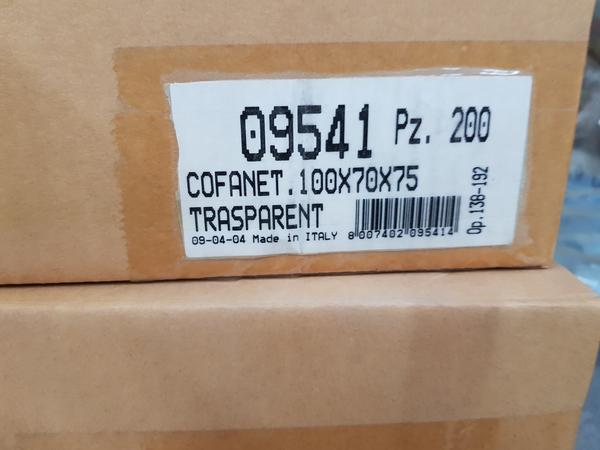 09541 Pz. 200
COFANET.100X70X75
TRASPARENT
09-04-04 Made in ITALY 8 007402 095414
Op.138-192